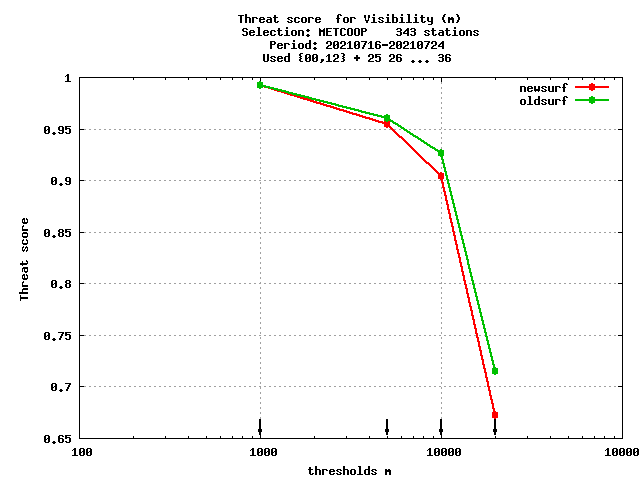 Threat score for Visibility (m)
Selection: METCOOP 343 stations
Period: 20210716-20210724
Used {00,12} + 25 26 ... 36
newsurf
oldsurf
1
0.95
0.9
0.85
0.8
0.75
0.7
0.65
Threat score
100 1000 10000 10000
thresholds m